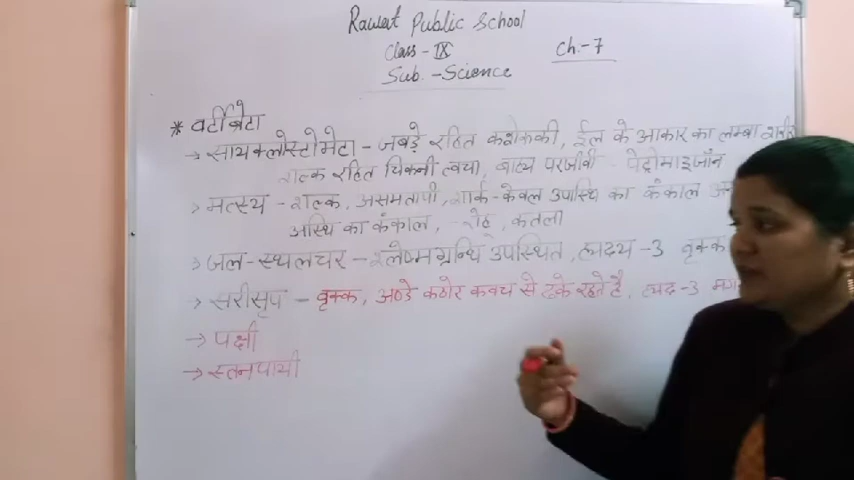 Rawat Public School
Class - IX
Ch.- 7
Sub. - Science
* वर्टीब्रेटा
→ सायक्लोस्टोमेटा - जबड़े रहित कशेरुकी, ईल के आकार का लम्बा शरीर
शल्क रहित चिकनी त्वचा, बाह्य परजीवी - पेट्रोमाइजॉन
→ मत्स्य - शल्क, असमतापी, शार्क - केवल उपास्थि का कंकाल
अस्थि का कंकाल, - रोहू, कतला
→ जल-स्थलचर - श्लेष्मग्रन्थि उपस्थित, ह्रदय - 3 वृक्क
→ सरीसृप - वृक्क, अण्डे कठोर कवच से ढके रहते है, ह्रद - 3
→ पक्षी
→ स्तनपायी